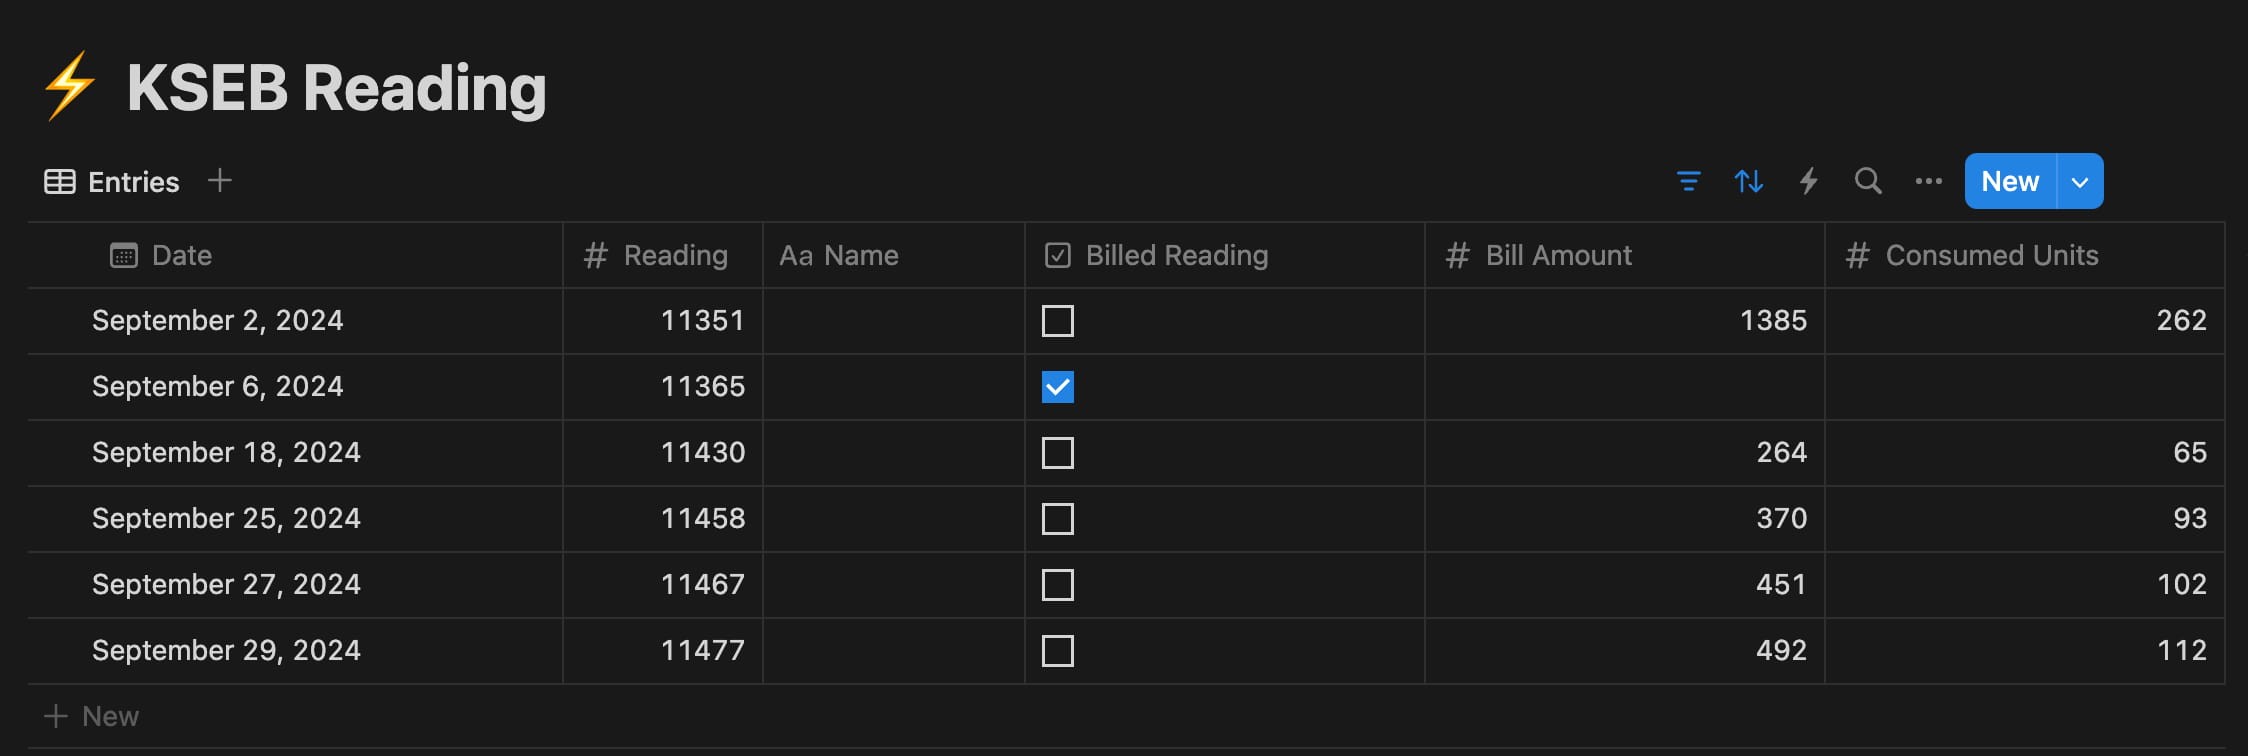 ⚡ KSEB Reading
Entries
New
Date # Reading Aa Name Billed Reading # Bill Amount # Consumed Units
September 2, 2024 11351 1385 262
September 6, 2024 11365
September 18, 2024 11430 264 65
September 25, 2024 11458 370 93
September 27, 2024 11467 451 102
September 29, 2024 11477 492 112
+ New